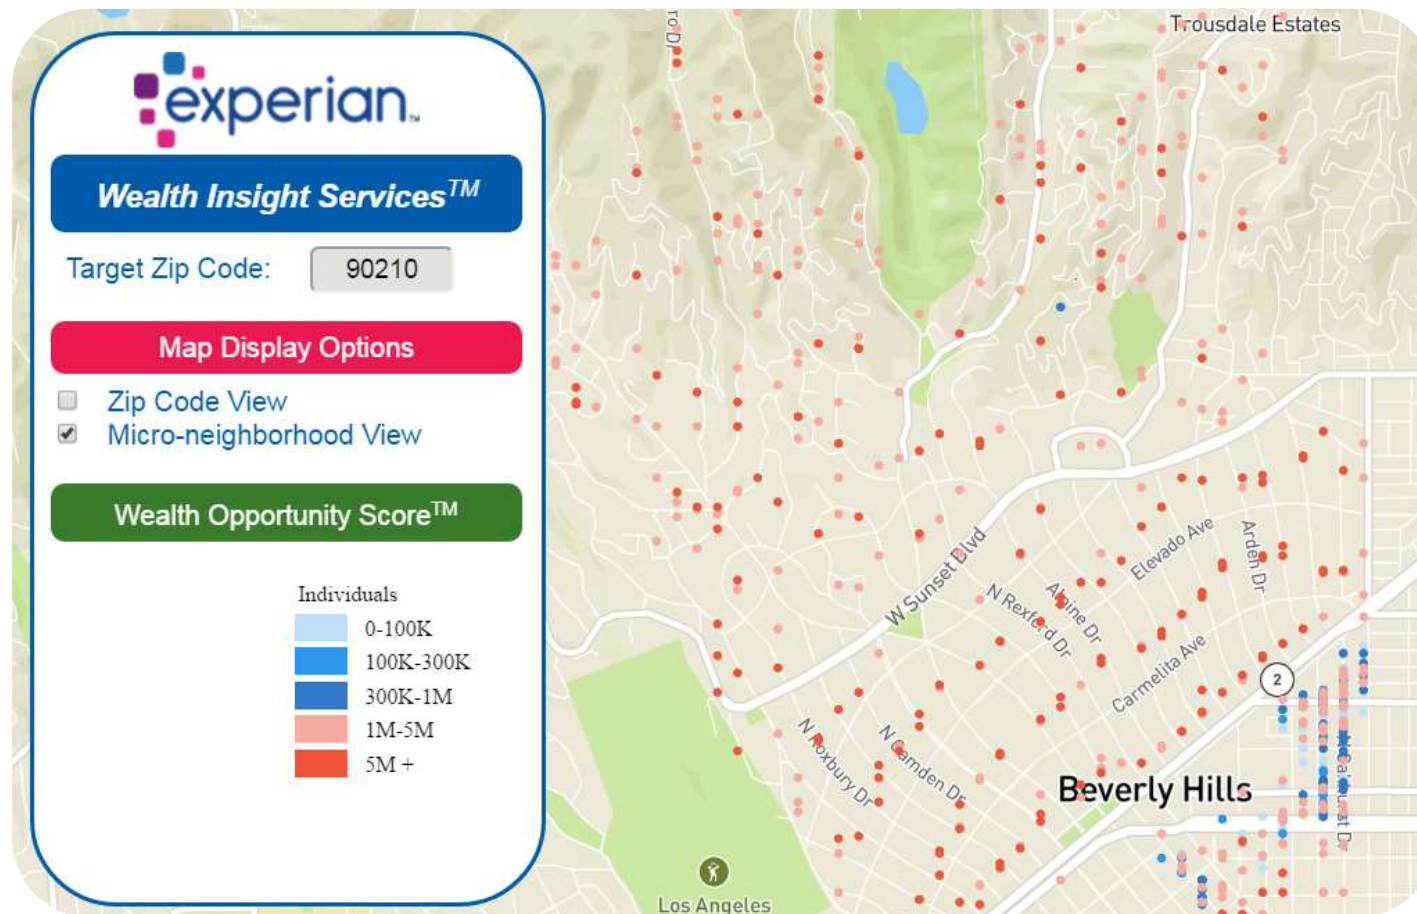 experian™
Wealth Insight Services™
Target Zip Code: 90210
Map Display Options
Zip Code View
Micro-neighborhood View
Wealth Opportunity Score™
Individuals
0-100K
100K-300K
300K-1M
1M-5M
5M +
Trousdale Estates
W Sunset Blvd
Elevado Ave
Arden Dr
N Rexford Dr
Alpine Dr
Carmelita Ave
2
N Roxbury Dr
N Camden Dr
Beverly Hills
Los Angeles